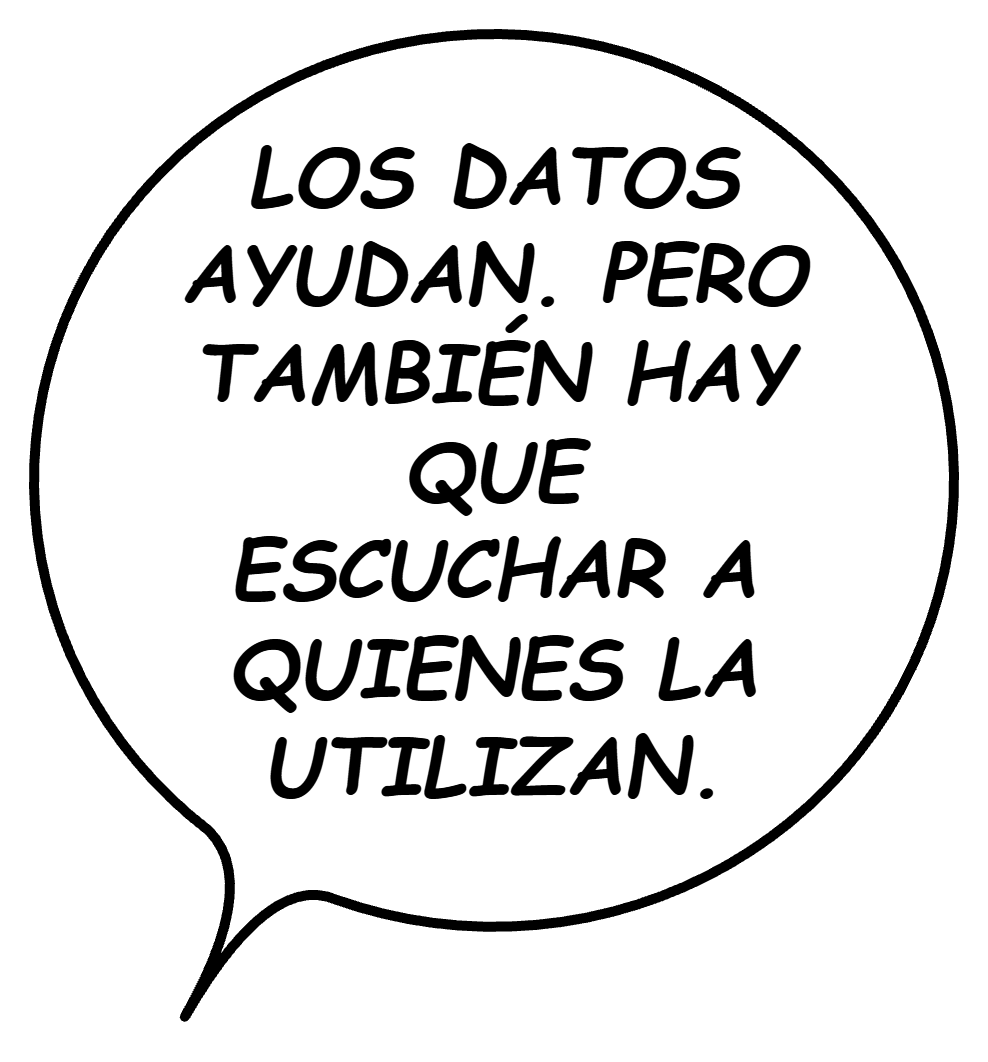 LOS DATOS
AYUDAN. PERO
TAMBIÉN HAY
QUE
ESCUCHAR A
QUIENES LA
UTILIZAN.